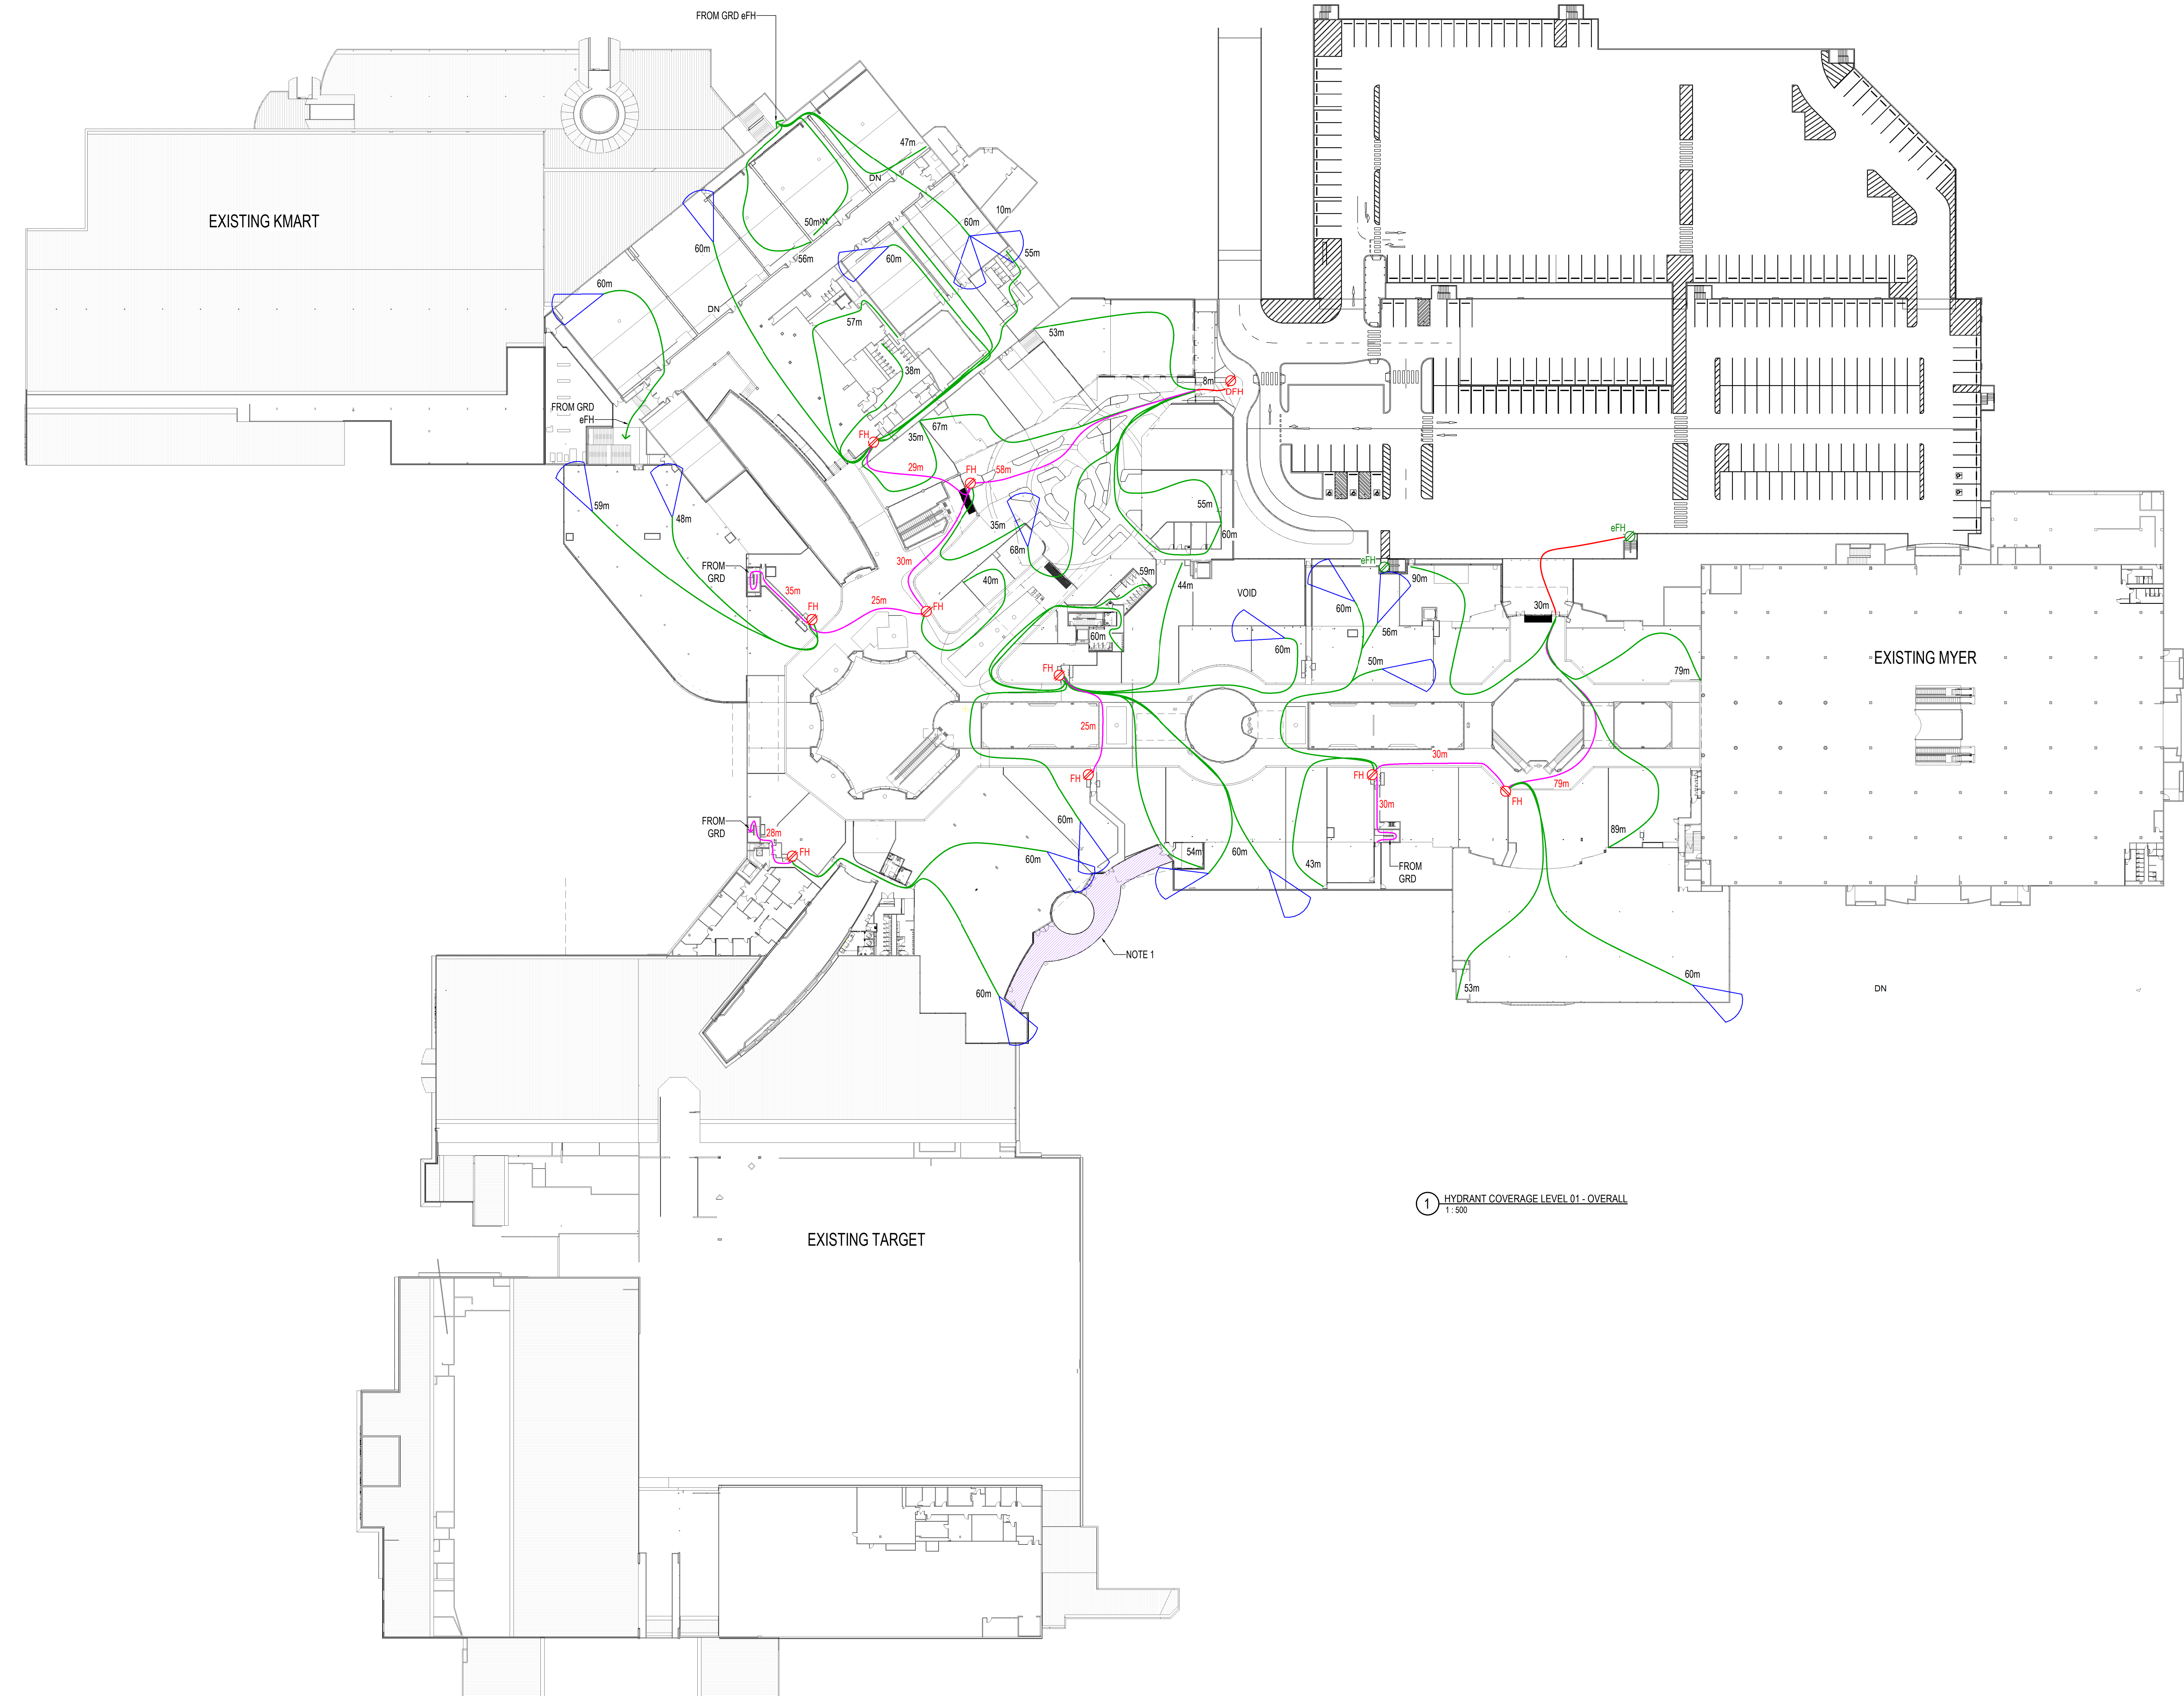 FROM GRD eFH
47m
DN
EXISTING KMART
50m
10m
60m
60m
55m
56m
60m
60m
DN
57m
53m
38m
8m
DFH
FROM GRD
eFH
FH
35m
67m
29m
FH
58m
59m
48m
35m
55m
60m
eFH
68m
30m
eFH
FROM
GRD
35m
FH
25m
FH
40m
59m
44m
VOID
90m
60m
30m
56m
60m
60m
50m
EXISTING MYER
79m
FH
25m
30m
FH
FH
79m
FH
30m
FROM
GRD
28m
FH
60m
89m
60m
54m
60m
43m
FROM
GRD
NOTE 1
60m
53m
60m
DN
1
HYDRANT COVERAGE LEVEL 01 - OVERALL
1 : 500
EXISTING TARGET